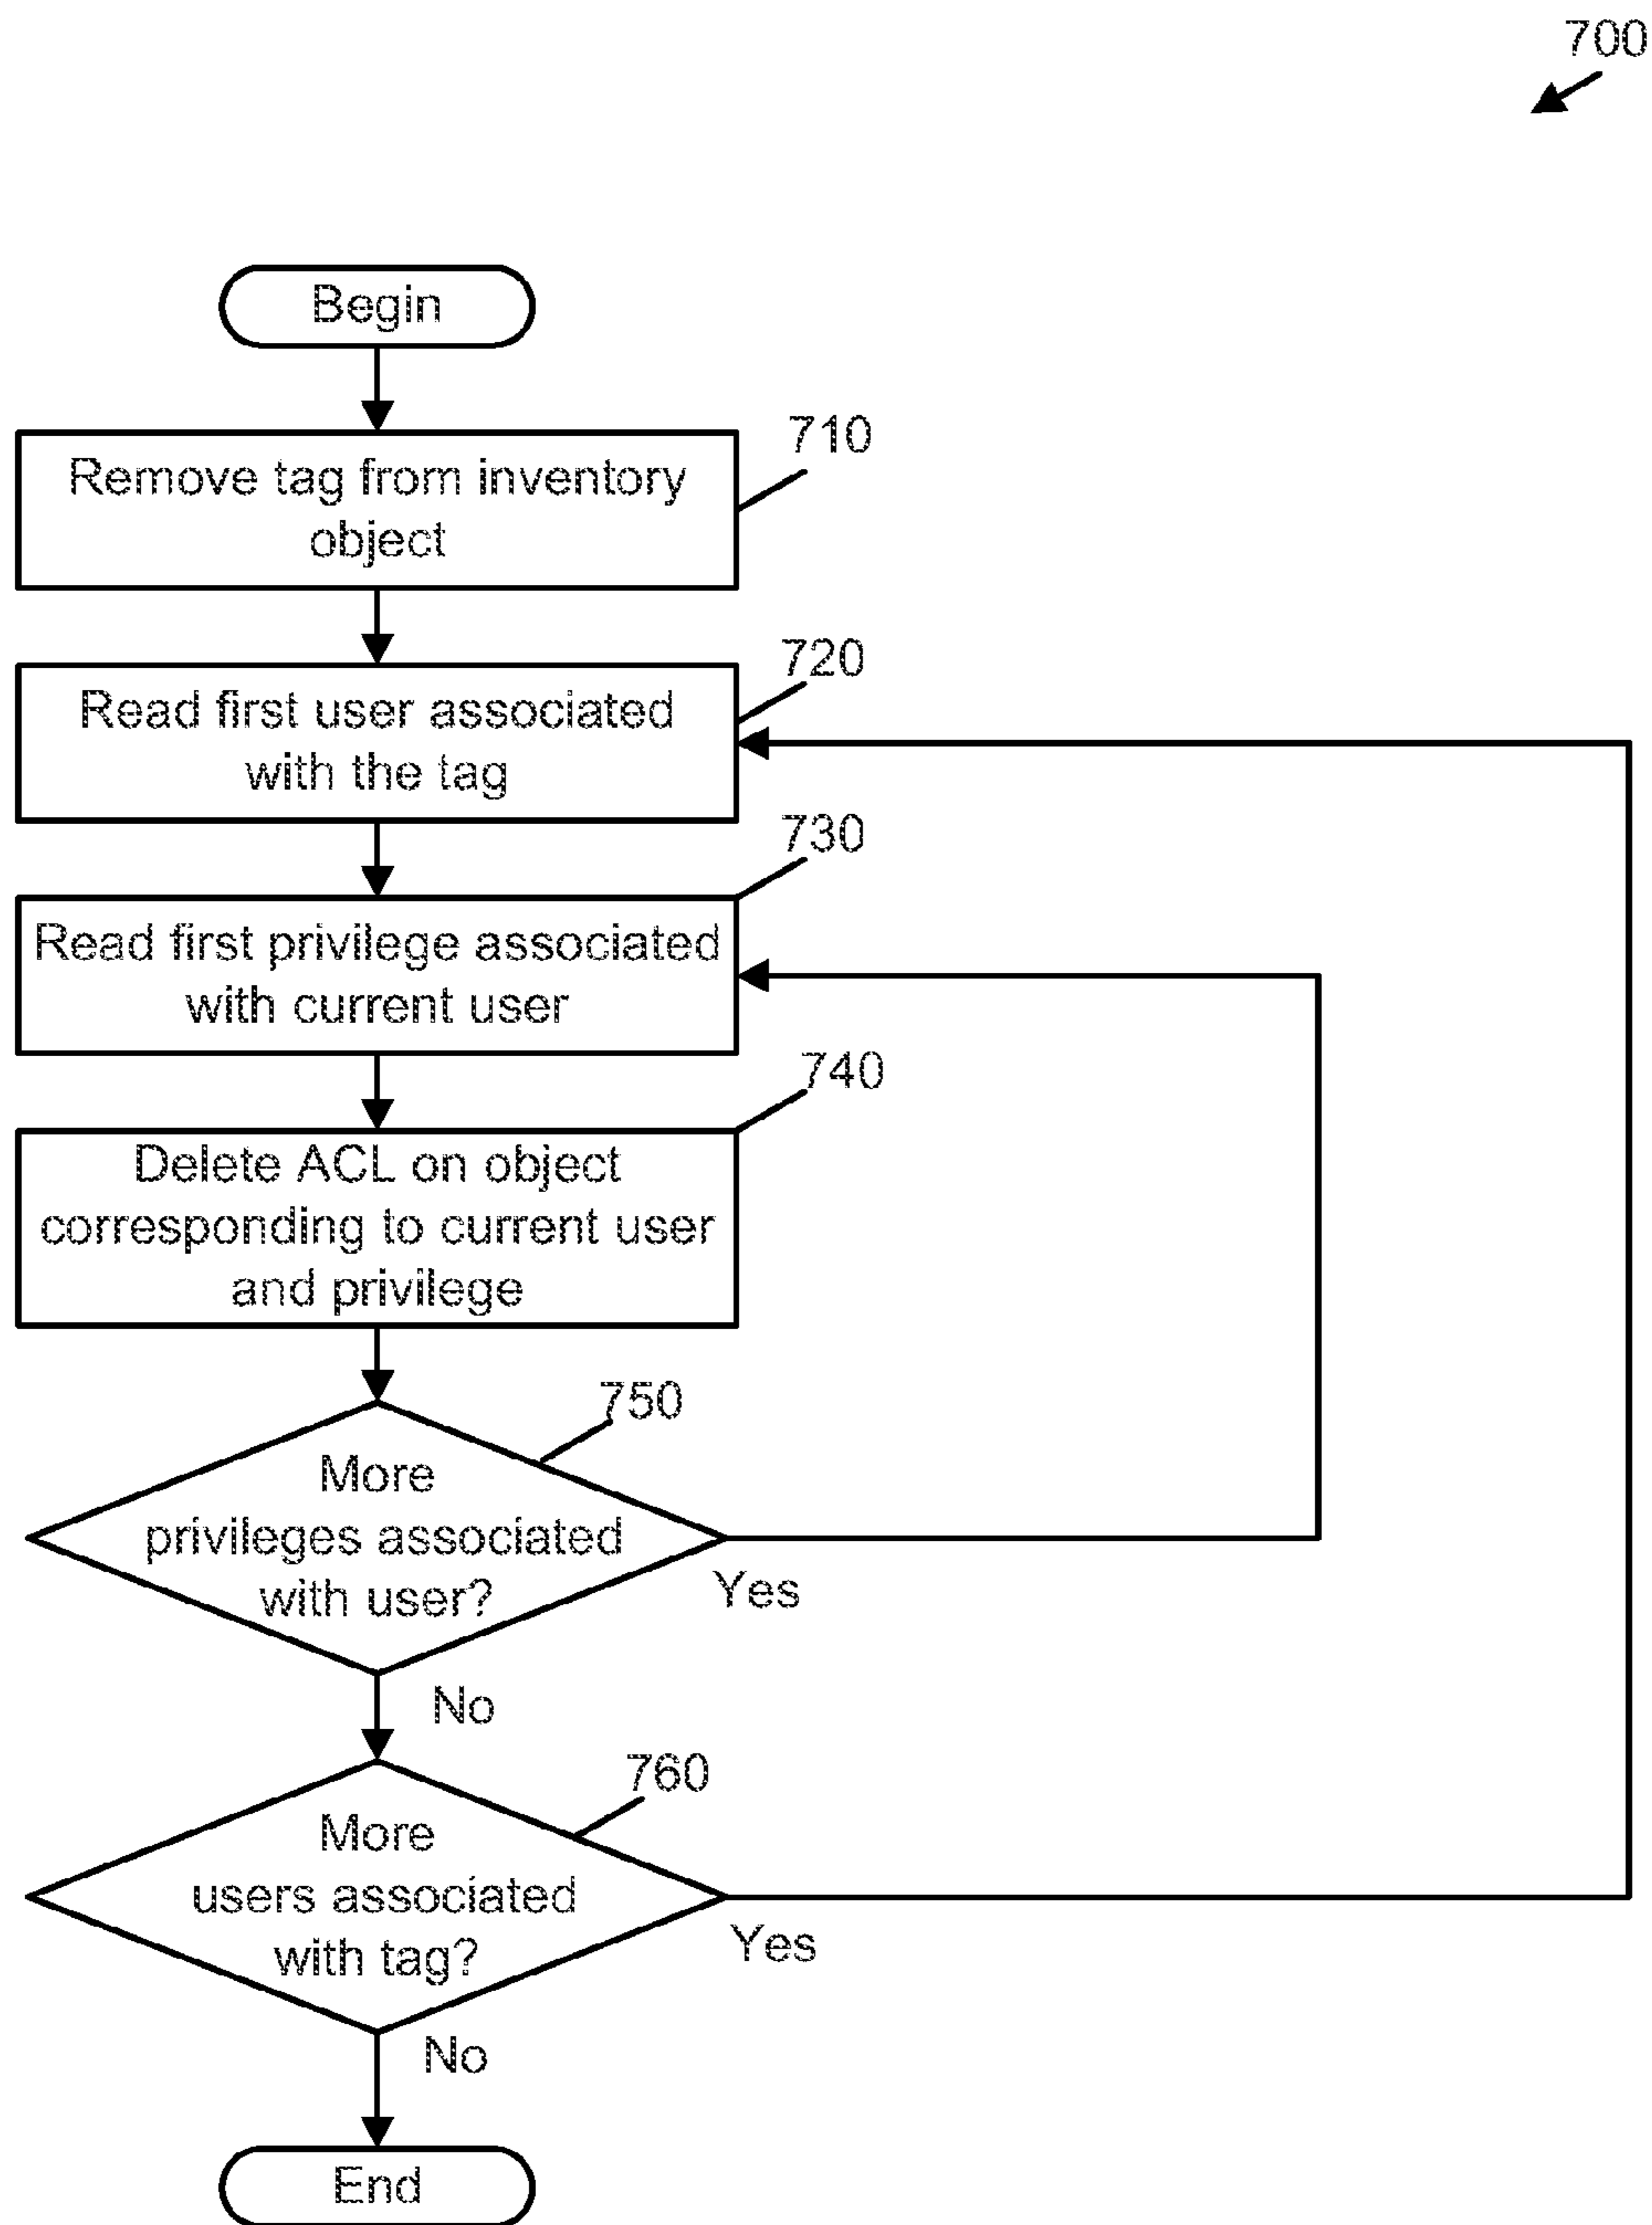 700
Begin
710
Remove tag from inventory
object
720
Read first user associated
with the tag
730
Read first privilege associated
with current user
740
Delete ACL on object
corresponding to current user
and privilege
750
More
privileges associated
with user?
Yes
No
760
More
users associated
with tag?
Yes
No
End